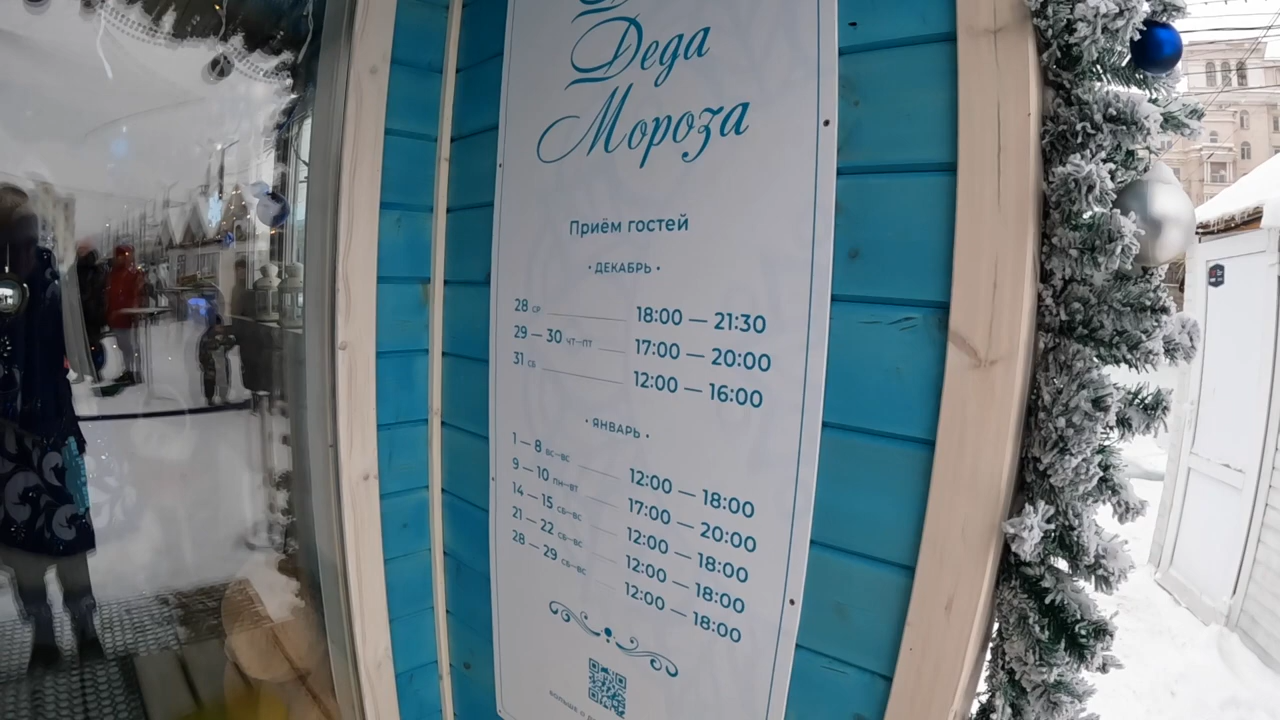 Деда
Мороза
Приём гостей
• ДЕКАБРЬ •
28 СР 18:00 — 21:30
29 — 30 ЧТ—ПТ 17:00 — 20:00
31 СБ 12:00 — 16:00
• ЯНВАРЬ •
1 — 8 ВС—ВС 12:00 — 18:00
9 — 10 ПН—ВТ 17:00 — 20:00
14 — 15 СБ—ВС 12:00 — 18:00
21 — 22 СБ—ВС 12:00 — 18:00
28 — 29 СБ—ВС 12:00 — 18:00
БОЛЬШЕ О